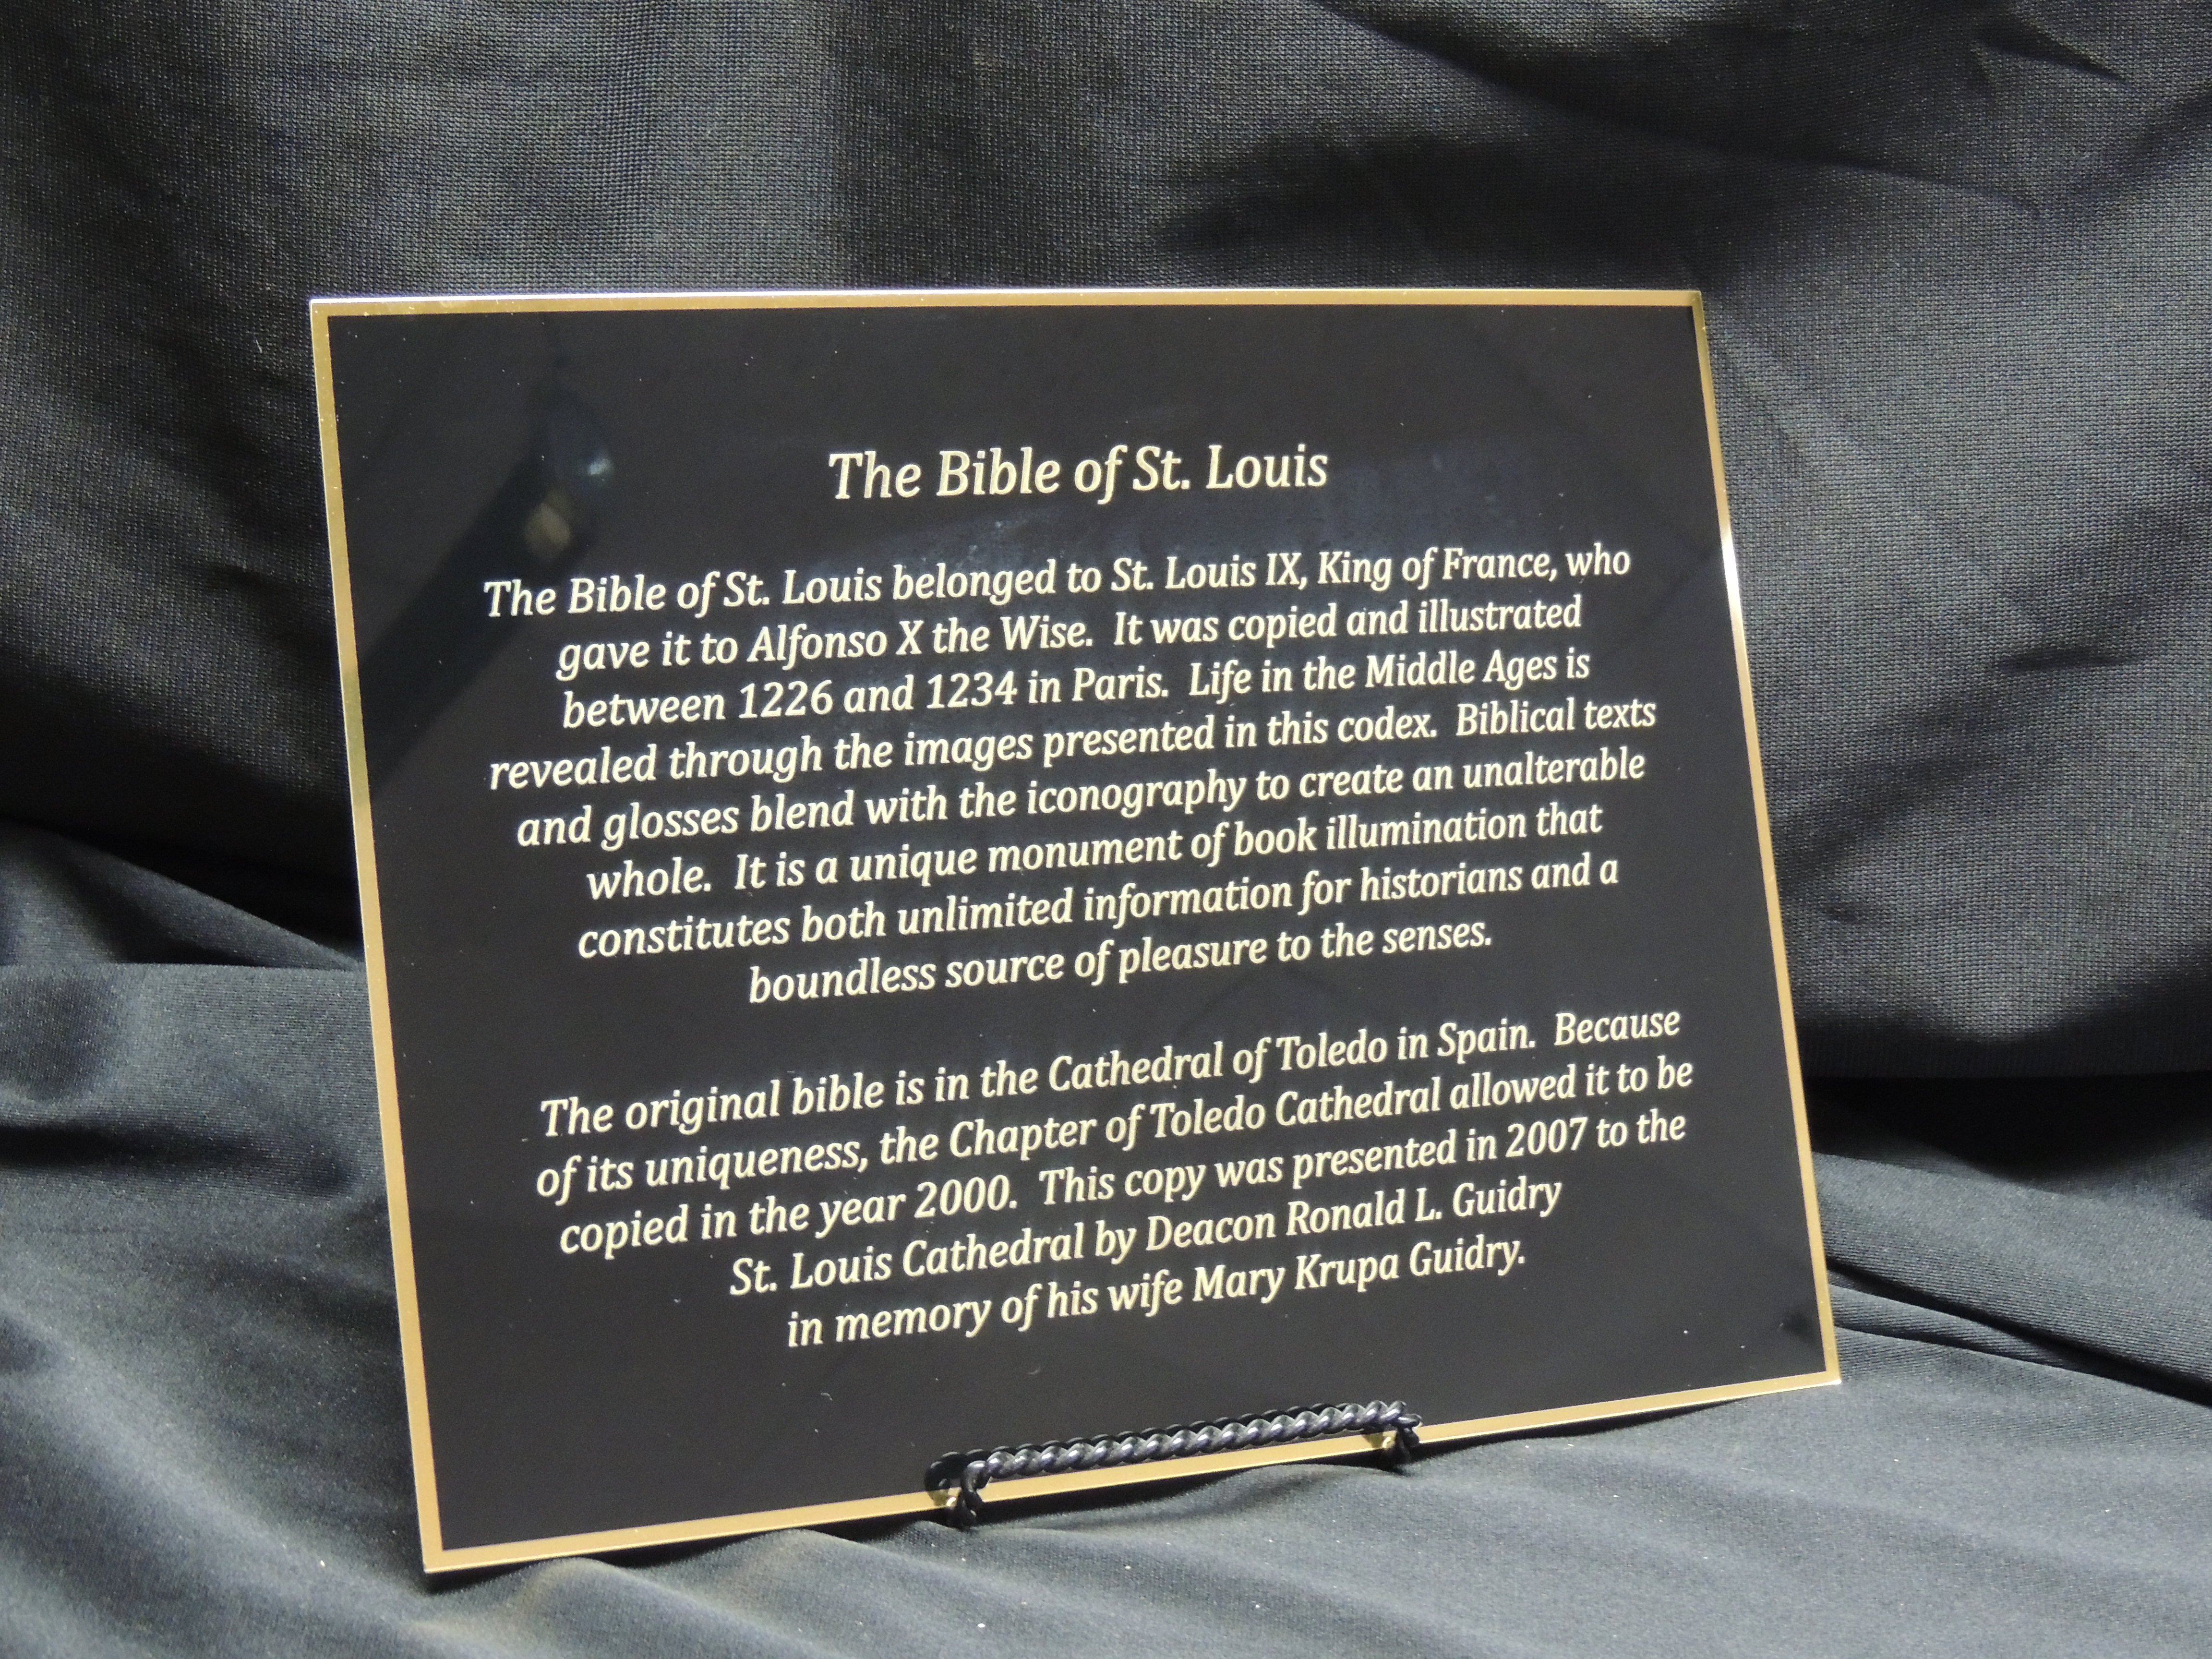 The Bible of St. Louis
The Bible of St. Louis belonged to St. Louis IX, King of France, who
gave it to Alfonso X the Wise. It was copied and illustrated
between 1226 and 1234 in Paris. Life in the Middle Ages is
revealed through the images presented in this codex. Biblical texts
and glosses blend with the iconography to create an unalterable
whole. It is a unique monument of book illumination that
constitutes both unlimited information for historians and a
boundless source of pleasure to the senses.
The original bible is in the Cathedral of Toledo in Spain. Because
of its uniqueness, the Chapter of Toledo Cathedral allowed it to be
copied in the year 2000. This copy was presented in 2007 to the
St. Louis Cathedral by Deacon Ronald L. Guidry
in memory of his wife Mary Krupa Guidry.